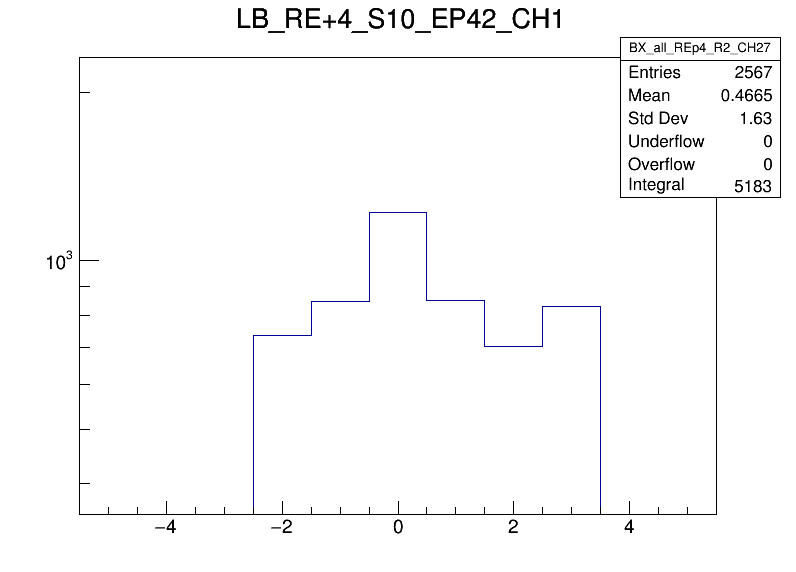 LB_RE+4_S10_EP42_CH1
BX_all_REp4_R2_CH27
Entries 2567
Mean 0.4665
Std Dev 1.63
Underflow 0
Overflow 0
Integral 5183
10³
−4 −2 0 2 4